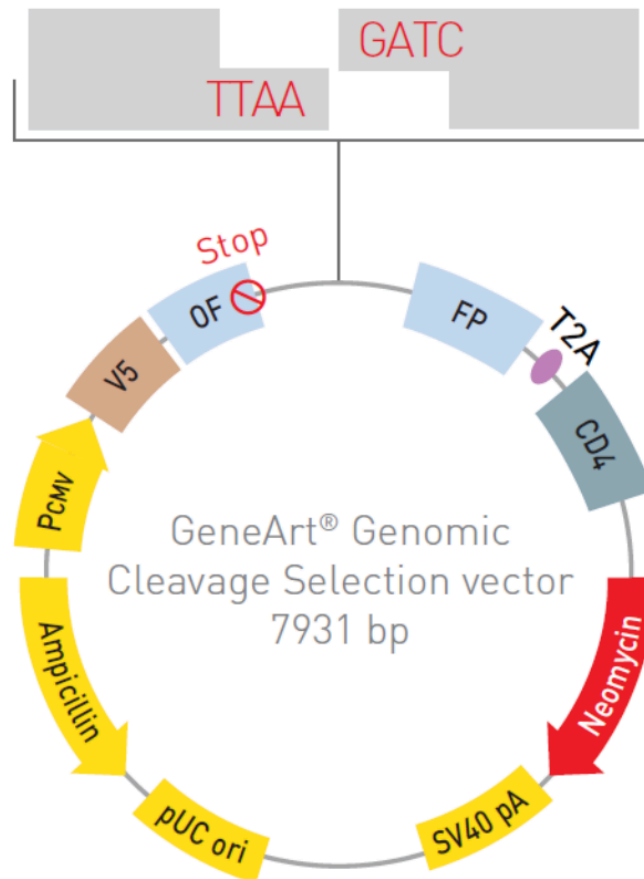 GATC
TTAA
Stop
OF
FP
T2A
V5
CD4
PCMV
GeneArt® Genomic
Cleavage Selection vector
7931 bp
Ampicillin
Neomycin
pUC ori
SV40 pA